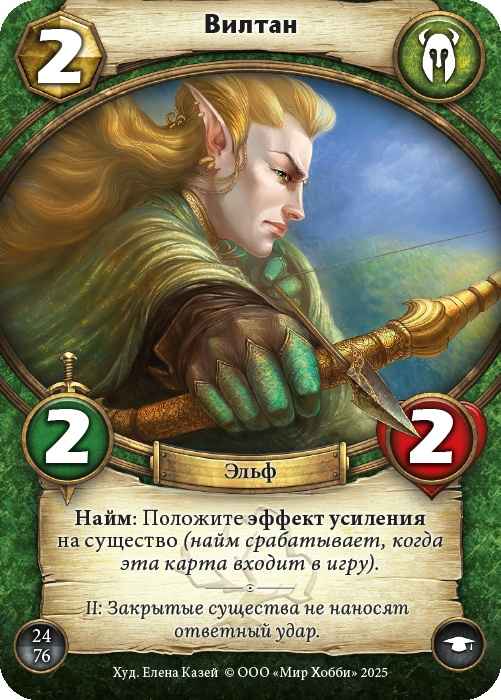 Вилтан
2
2
2
Эльф
Найм: Положите эффект усиления
на существо (найм срабатывает, когда
эта карта входит в игру).
II: Закрытые существа не наносят
ответный удар.
24
76
Худ. Елена Казей © ООО «Мир Хобби» 2025